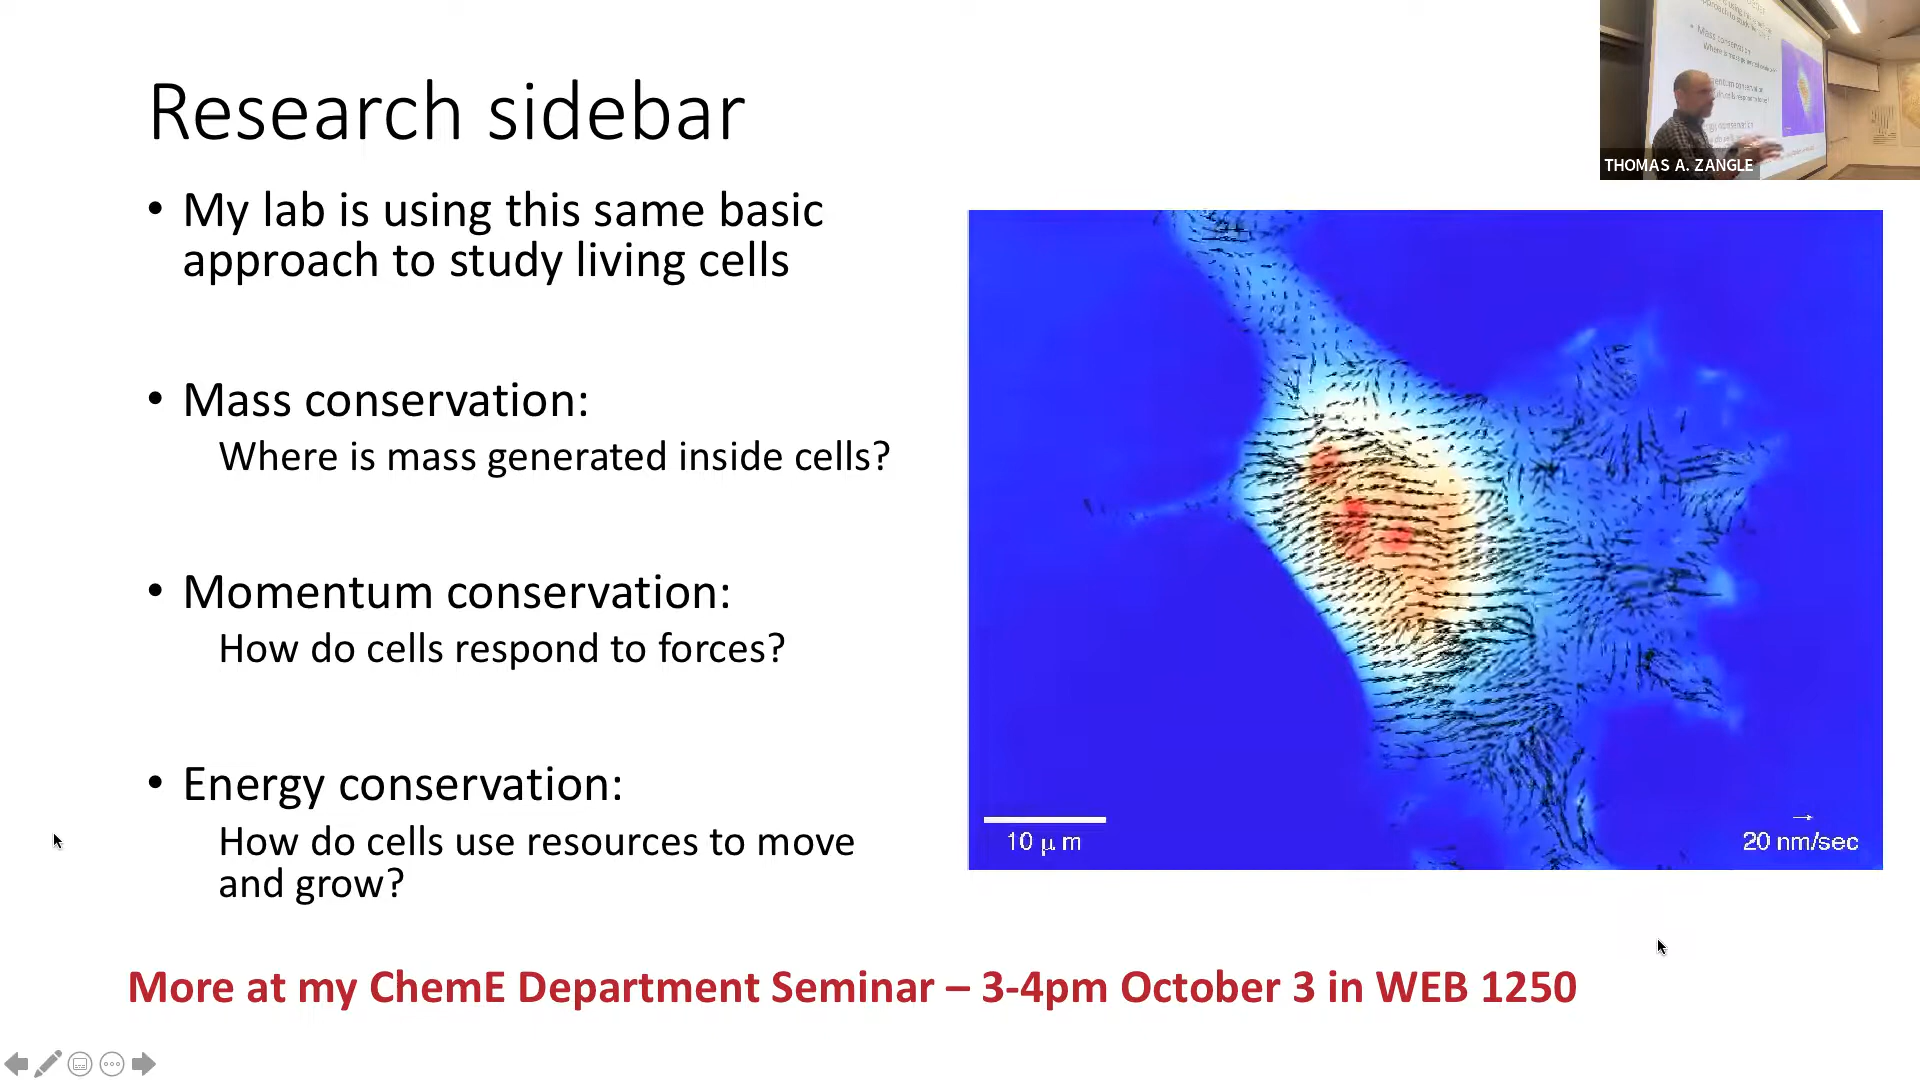 Research sidebar
• My lab is using this same basic
approach to study living cells
• Mass conservation:
Where is mass generated inside cells?
• Momentum conservation:
How do cells respond to forces?
• Energy conservation:
How do cells use resources to move
and grow?
10 μ m
20 nm/sec
More at my ChemE Department Seminar – 3-4pm October 3 in WEB 1250
THOMAS A. ZANGLE